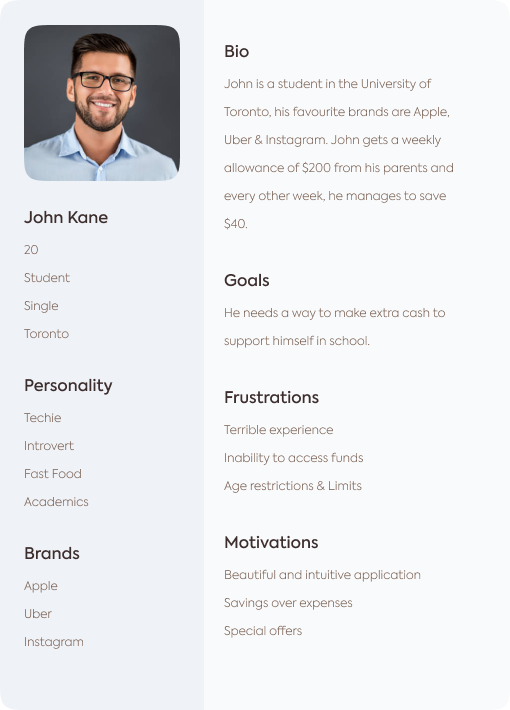 John Kane
20
Student
Single
Toronto
Personality
Techie
Introvert
Fast Food
Academics
Brands
Apple
Uber
Instagram
Bio
John is a student in the University of
Toronto, his favourite brands are Apple,
Uber & Instagram. John gets a weekly
allowance of $200 from his parents and
every other week, he manages to save
$40.
Goals
He needs a way to make extra cash to
support himself in school.
Frustrations
Terrible experience
Inability to access funds
Age restrictions & Limits
Motivations
Beautiful and intuitive application
Savings over expenses
Special offers